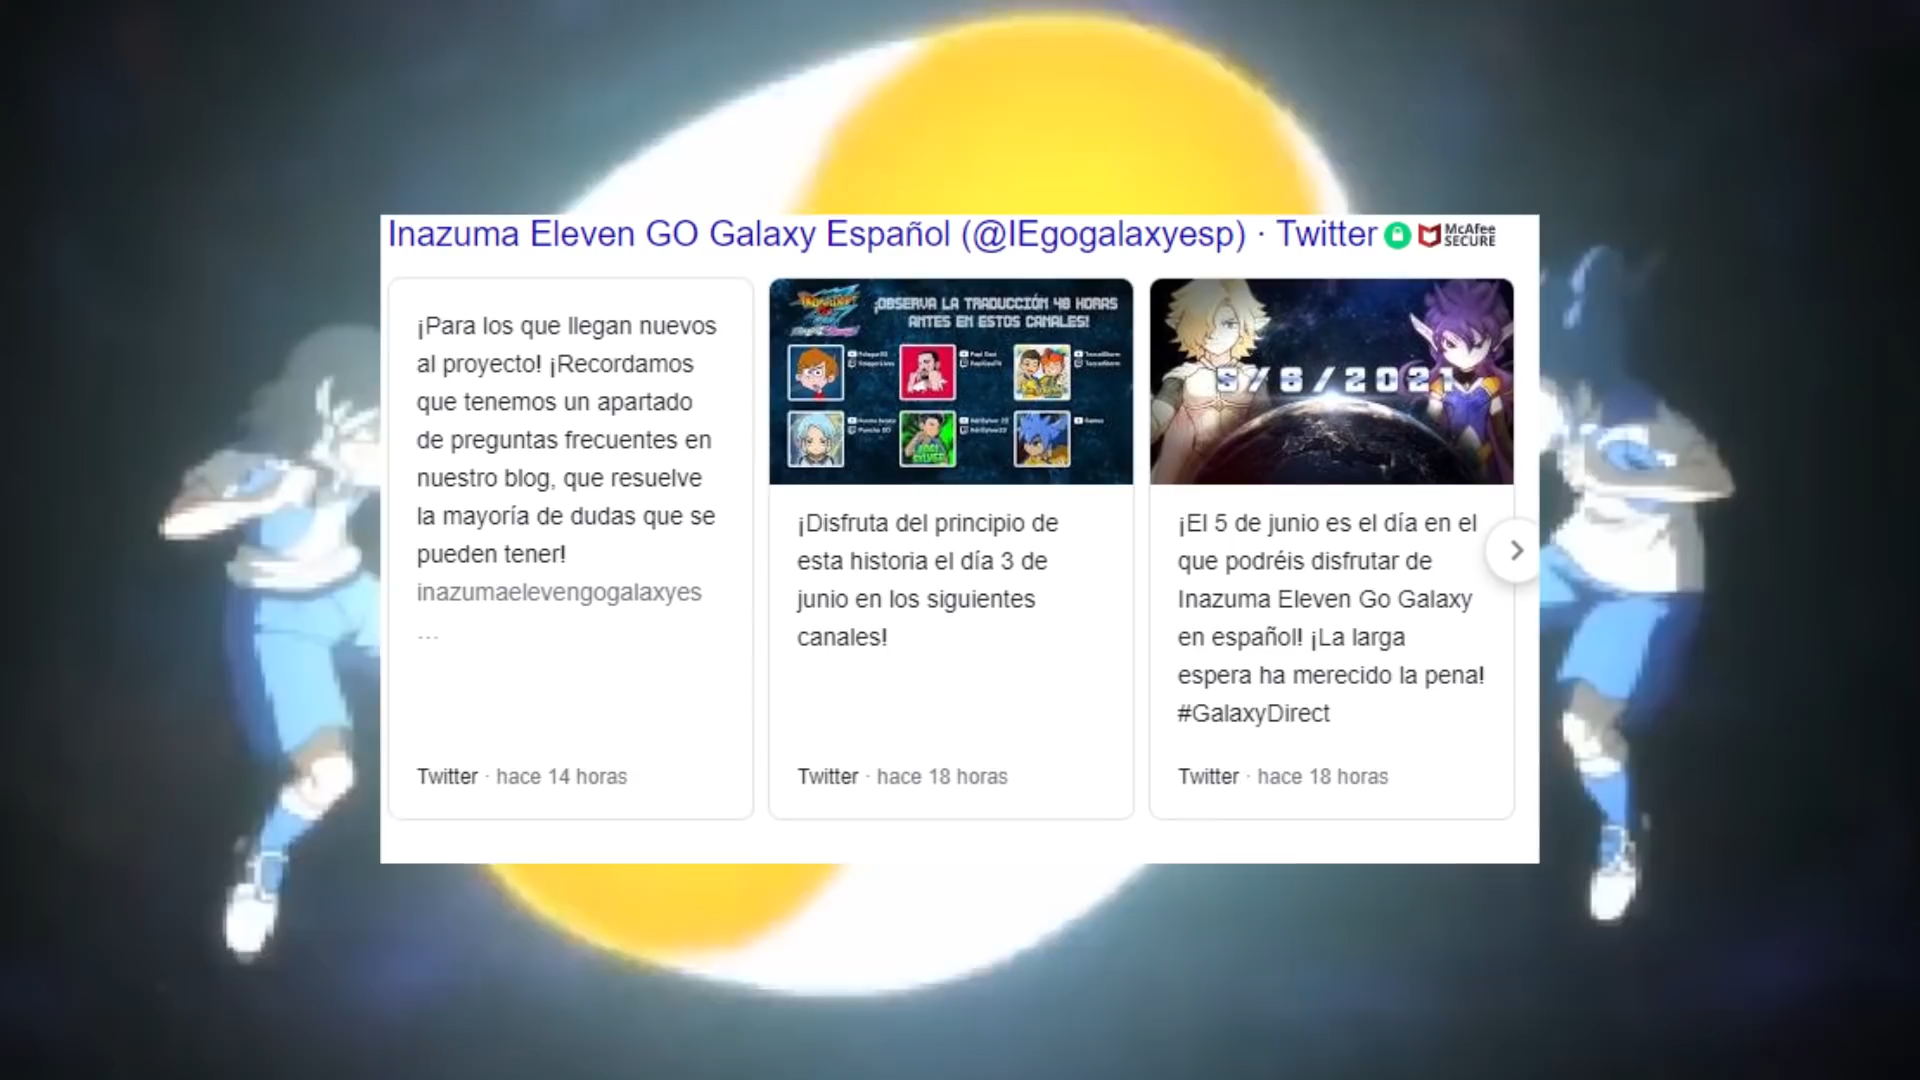 Inazuma Eleven GO Galaxy Español (@IEgogalaxyesp) · Twitter
McAfee
SECURE
¡Para los que llegan nuevos
al proyecto! ¡Recordamos
que tenemos un apartado
de preguntas frecuentes en
nuestro blog, que resuelve
la mayoría de dudas que se
pueden tener!
inazumaelevengogalaxyes
...
Twitter · hace 14 horas
¡OBSERVA LA TRADUCCIÓN 48 HORAS
ANTES EN ESTOS CANALES!
¡Disfruta del principio de
esta historia el día 3 de
junio en los siguientes
canales!
Twitter · hace 18 horas
5/6/2021
¡El 5 de junio es el día en el
que podréis disfrutar de
Inazuma Eleven Go Galaxy
en español! ¡La larga
espera ha merecido la pena!
#GalaxyDirect
Twitter · hace 18 horas